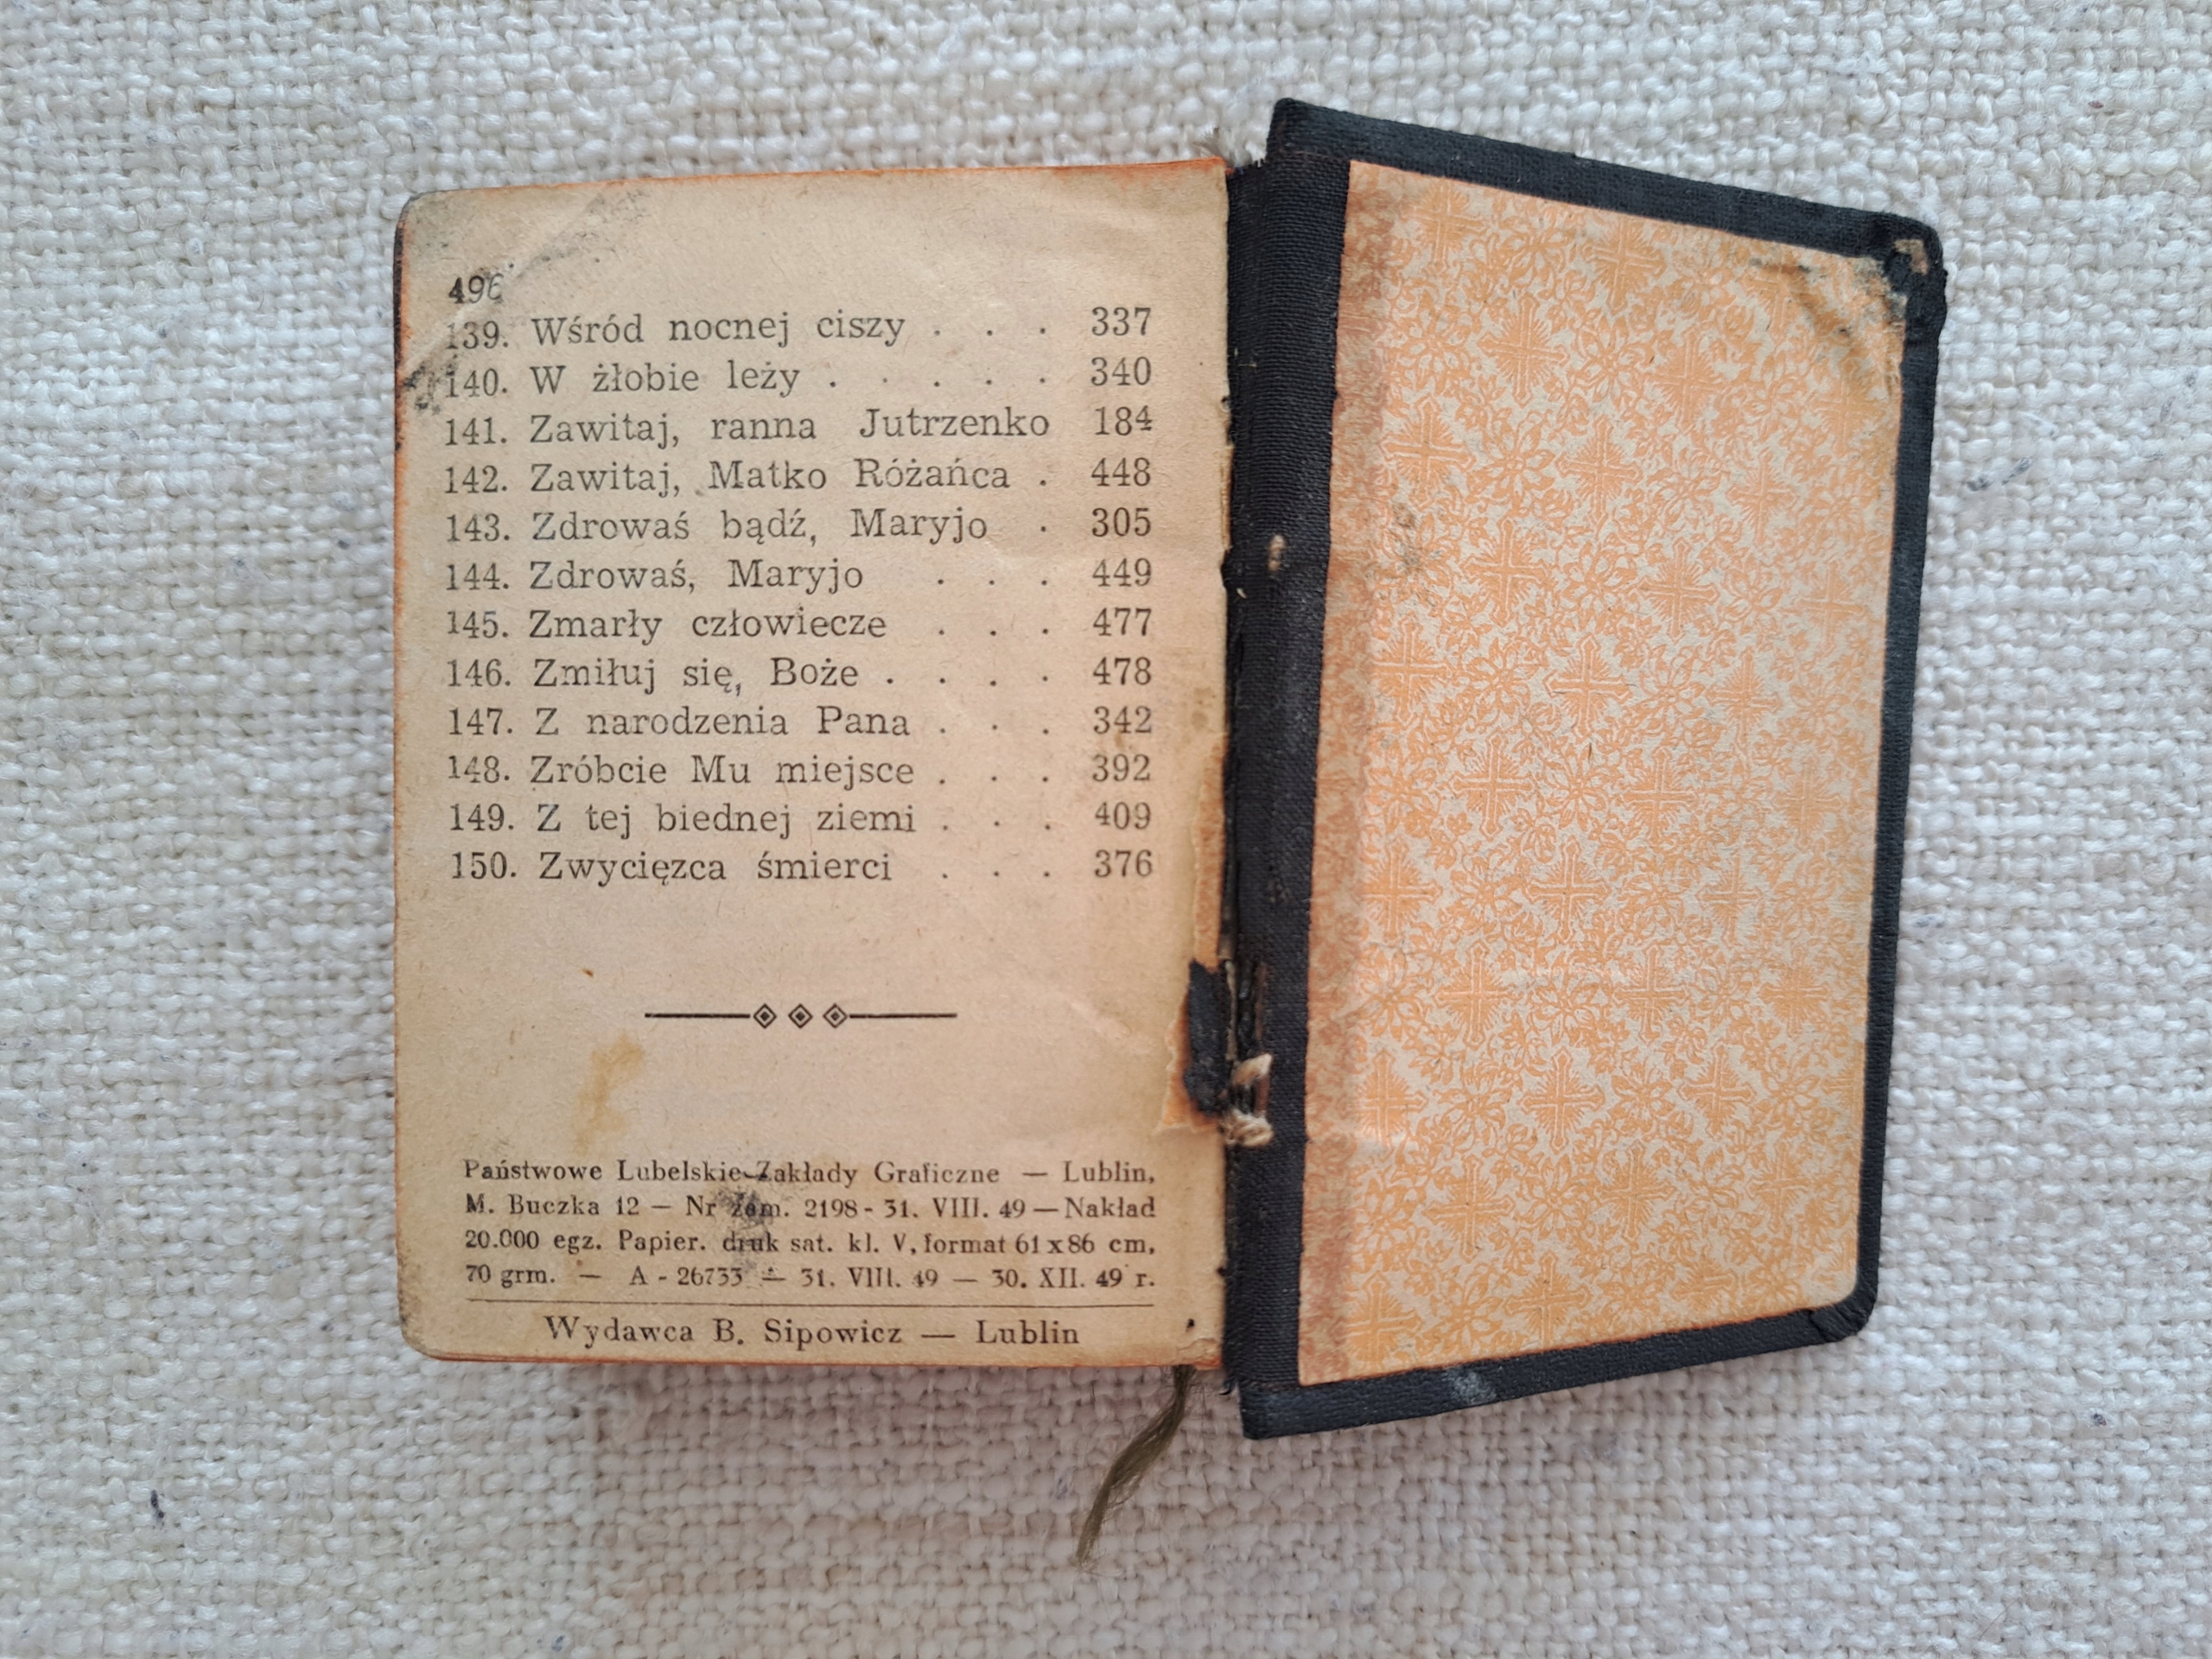 496
139. Wśród nocnej ciszy . . . 337
140. W żłobie leży . . . . . 340
141. Zawitaj, ranna Jutrzenko 184
142. Zawitaj, Matko Różańca . 448
143. Zdrowaś bądź, Maryjo . 305
144. Zdrowaś, Maryjo . . . 449
145. Zmarły człowiecze . . . 477
146. Zmiłuj się, Boże . . . . 478
147. Z narodzenia Pana . . . 342
148. Zróbcie Mu miejsce . . . 392
149. Z tej biednej ziemi . . . 409
150. Zwycięzca śmierci . . . 376
Państwowe Lubelskie Zakłady Graficzne — Lublin,
M. Buczka 12 — Nr zam. 2198 - 31. VIII. 49 — Nakład
20.000 egz. Papier. druk sat. kl. V, format 61 x 86 cm,
70 grm. — A - 26733 — 31. VIII. 49 — 30. XII. 49 r.
Wydawca B. Sipowicz — Lublin